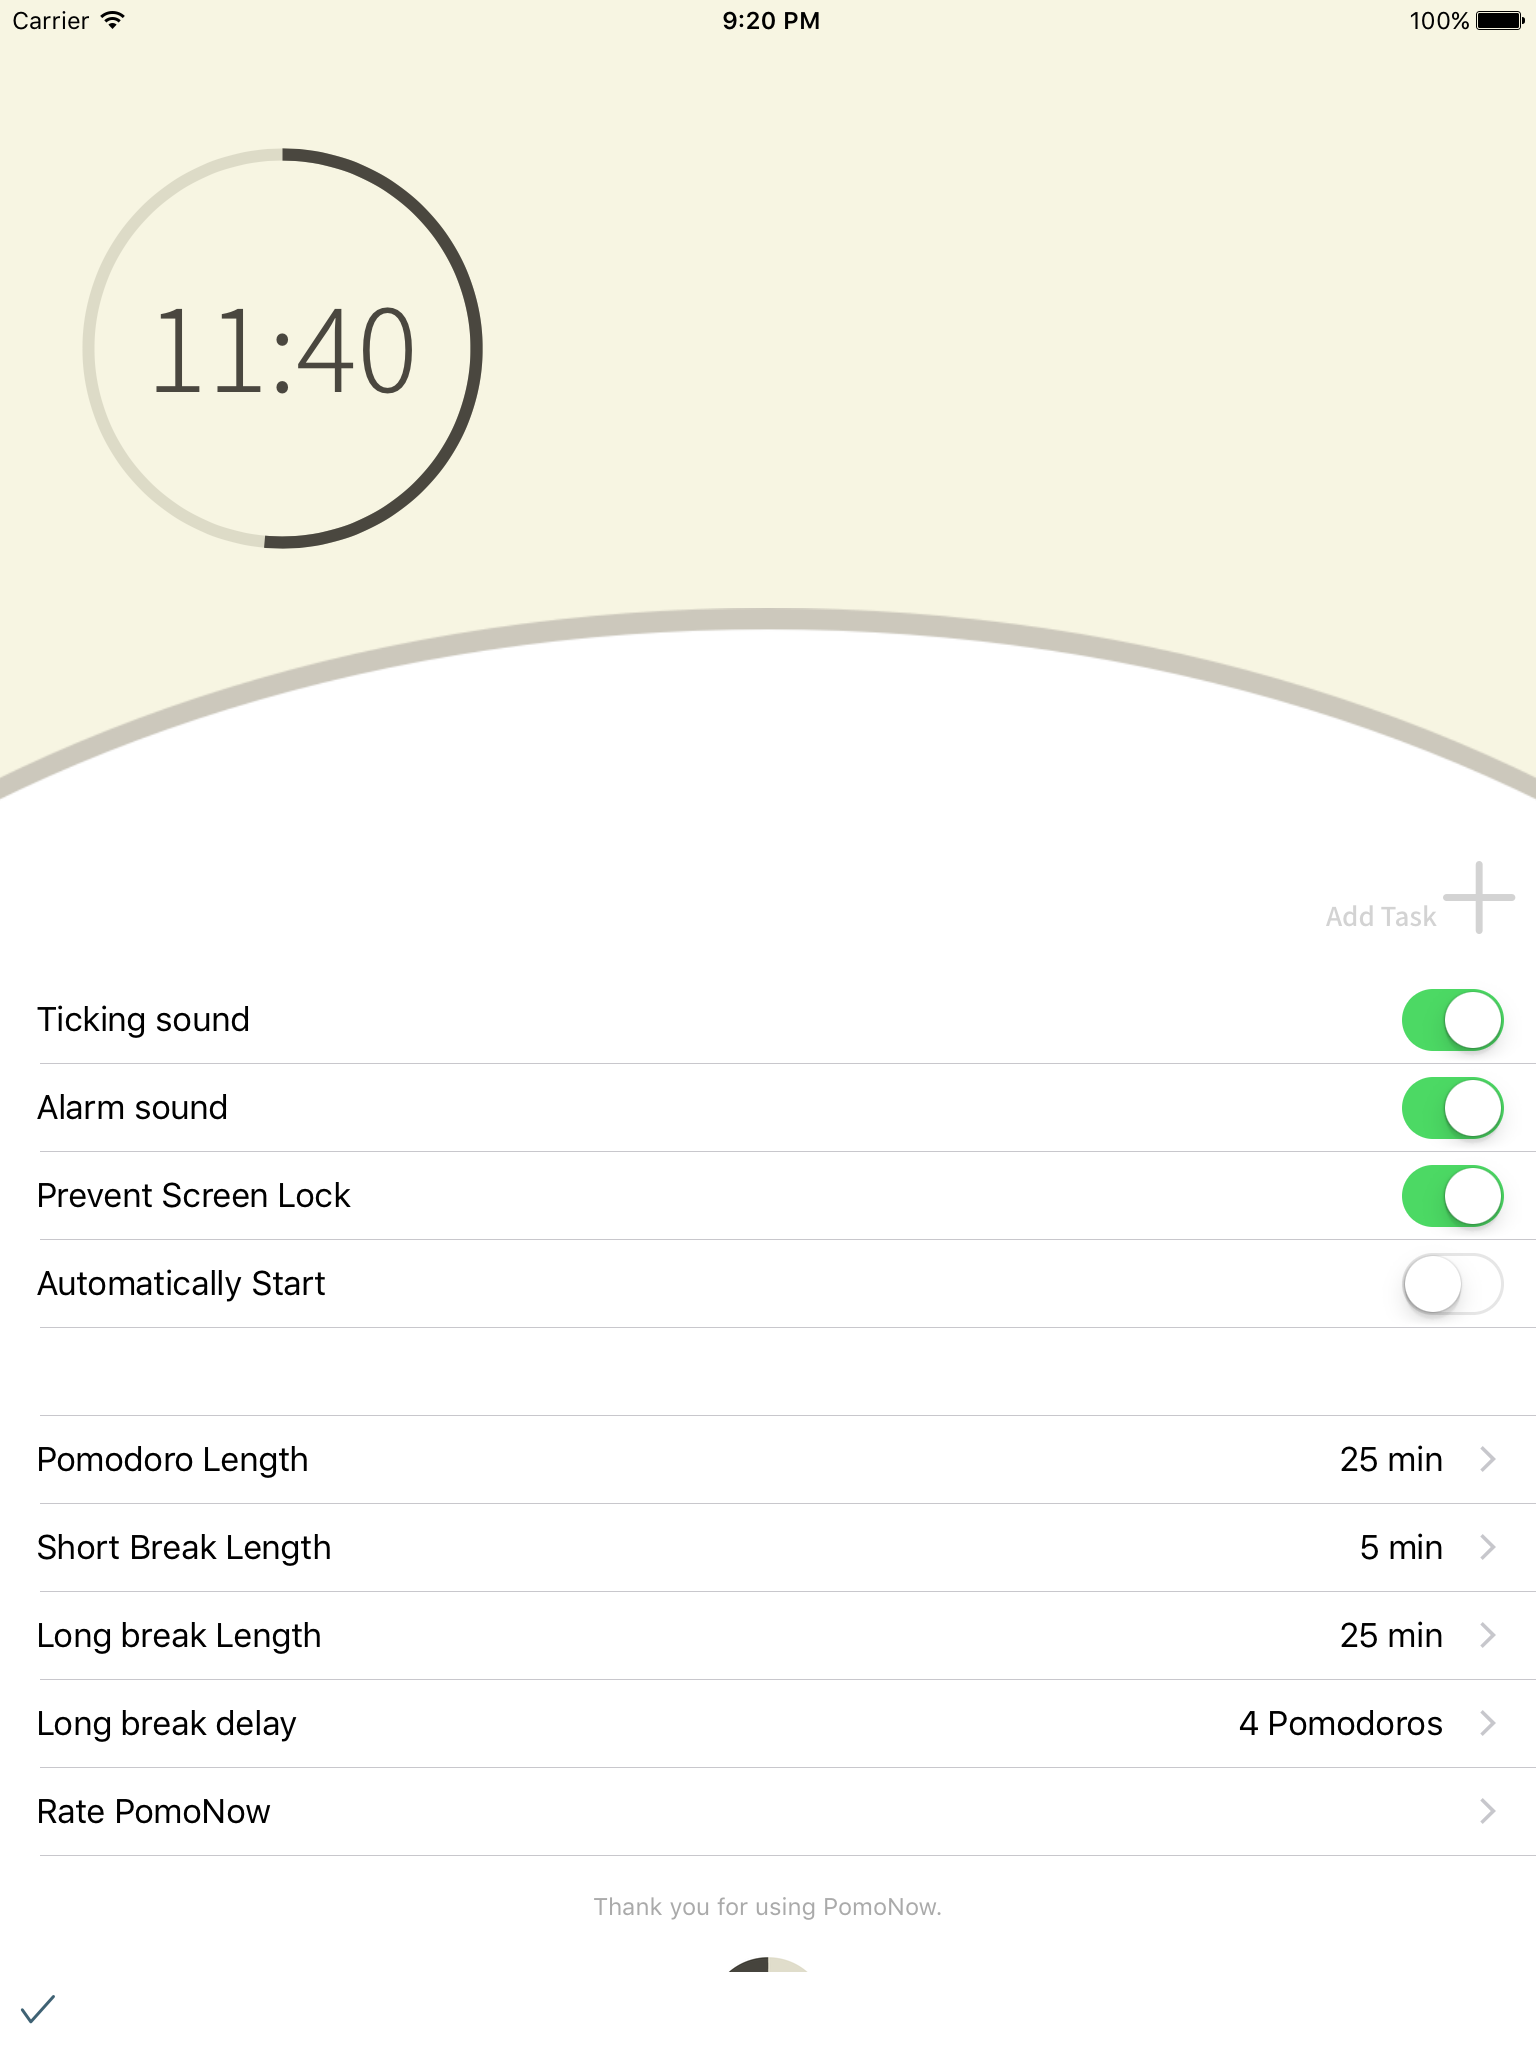 Carrier 9:20 PM 100%
11:40
Add Task
Ticking sound
Alarm sound
Prevent Screen Lock
Automatically Start
Pomodoro Length 25 min
Short Break Length 5 min
Long break Length 25 min
Long break delay 4 Pomodoros
Rate PomoNow
Thank you for using PomoNow.